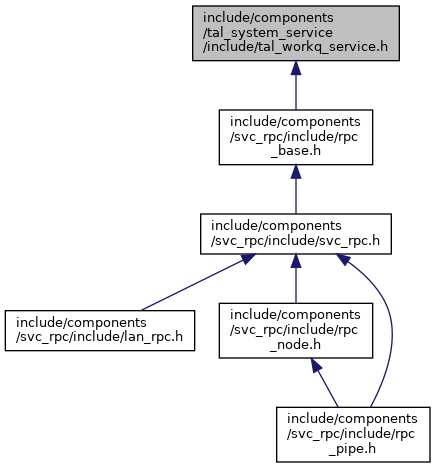 include/components
/tal_system_service
/include/tal_workq_service.h
include/components
/svc_rpc/include/rpc
_base.h
include/components
/svc_rpc/include/svc_rpc.h
include/components
/svc_rpc/include/lan_rpc.h
include/components
/svc_rpc/include/rpc
_node.h
include/components
/svc_rpc/include/rpc
_pipe.h